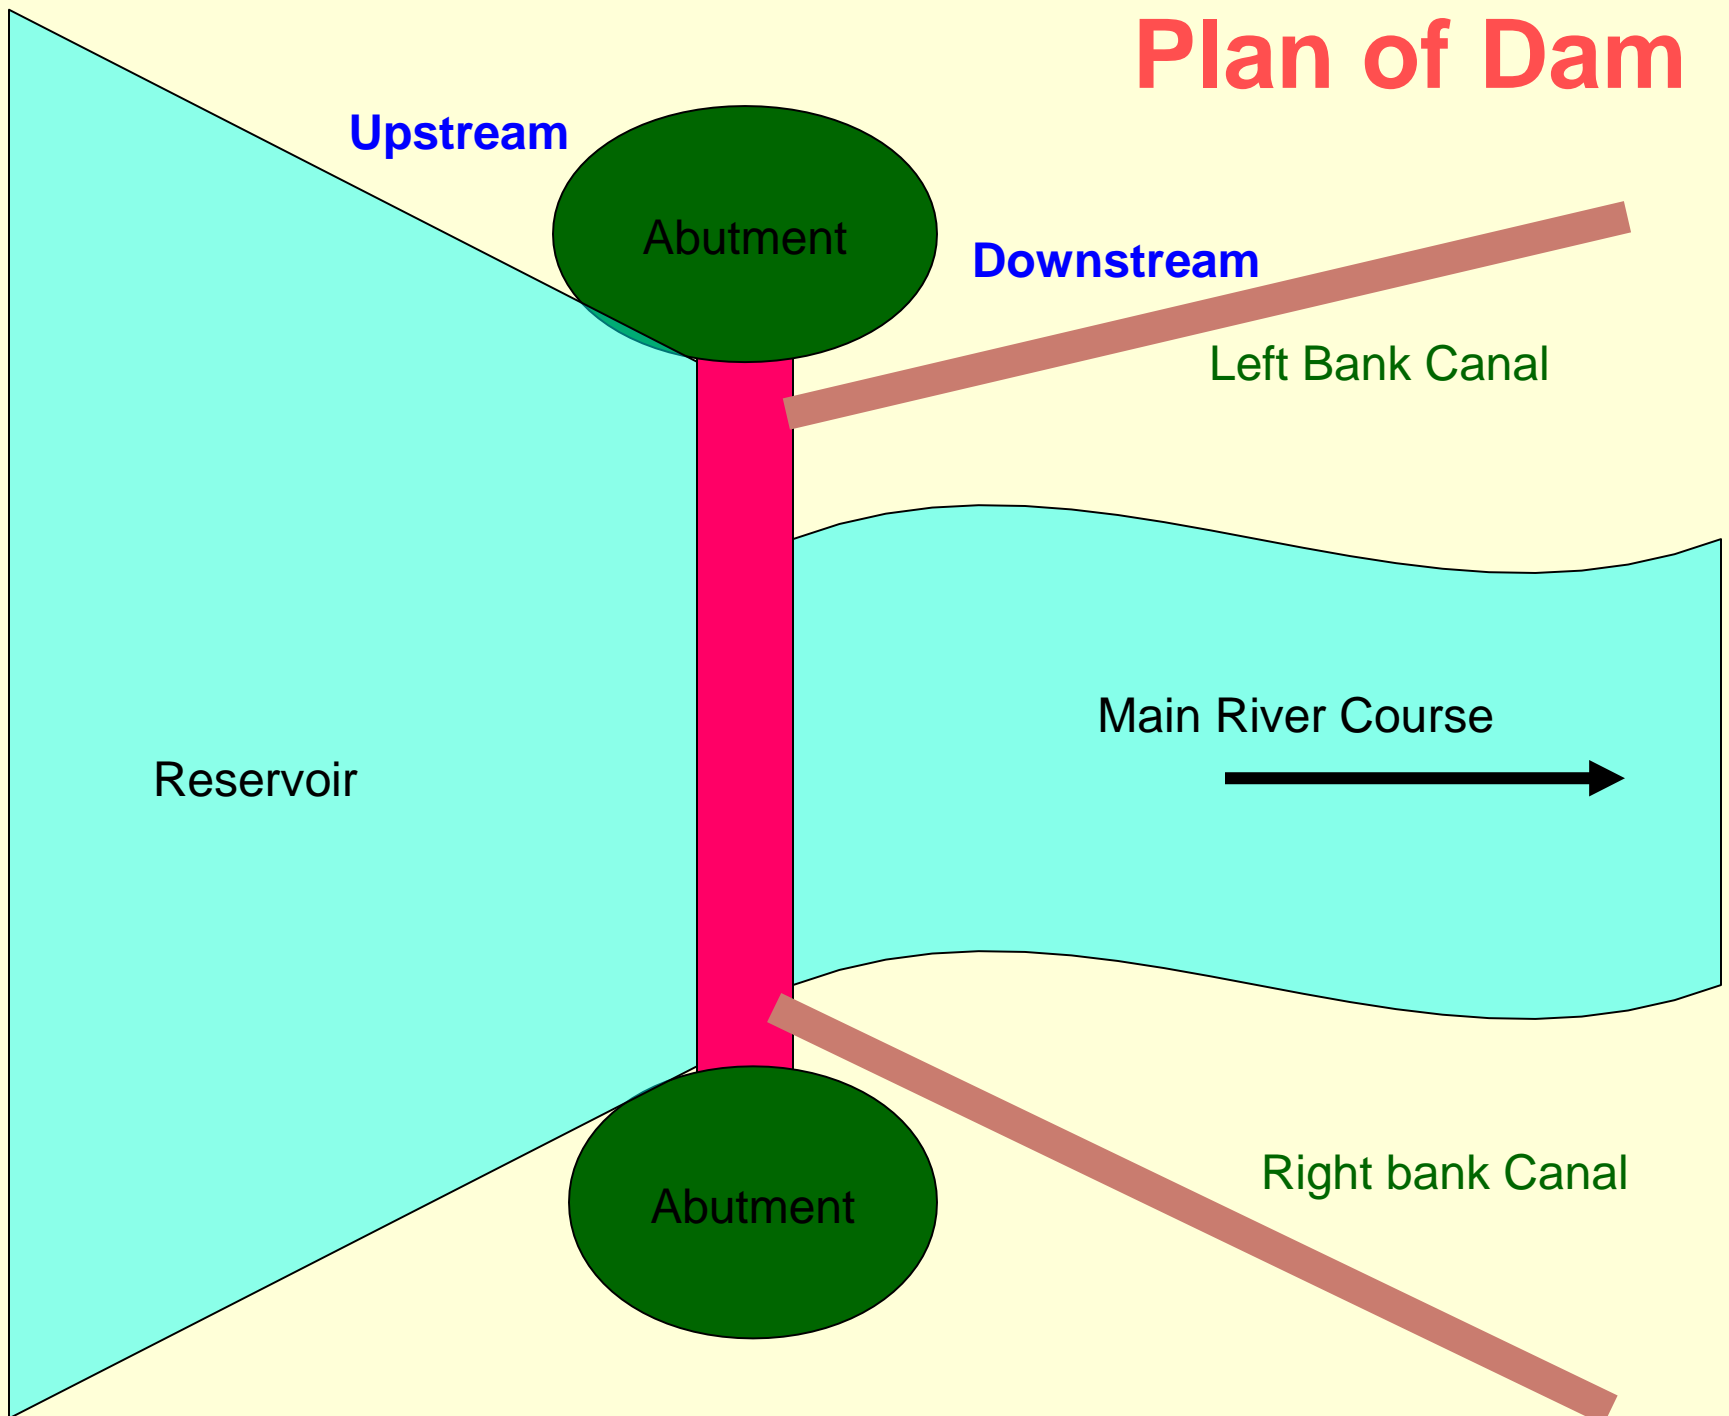 Plan of Dam
Upstream
Abutment
Downstream
Left Bank Canal
Main River Course
Reservoir
Right bank Canal
Abutment